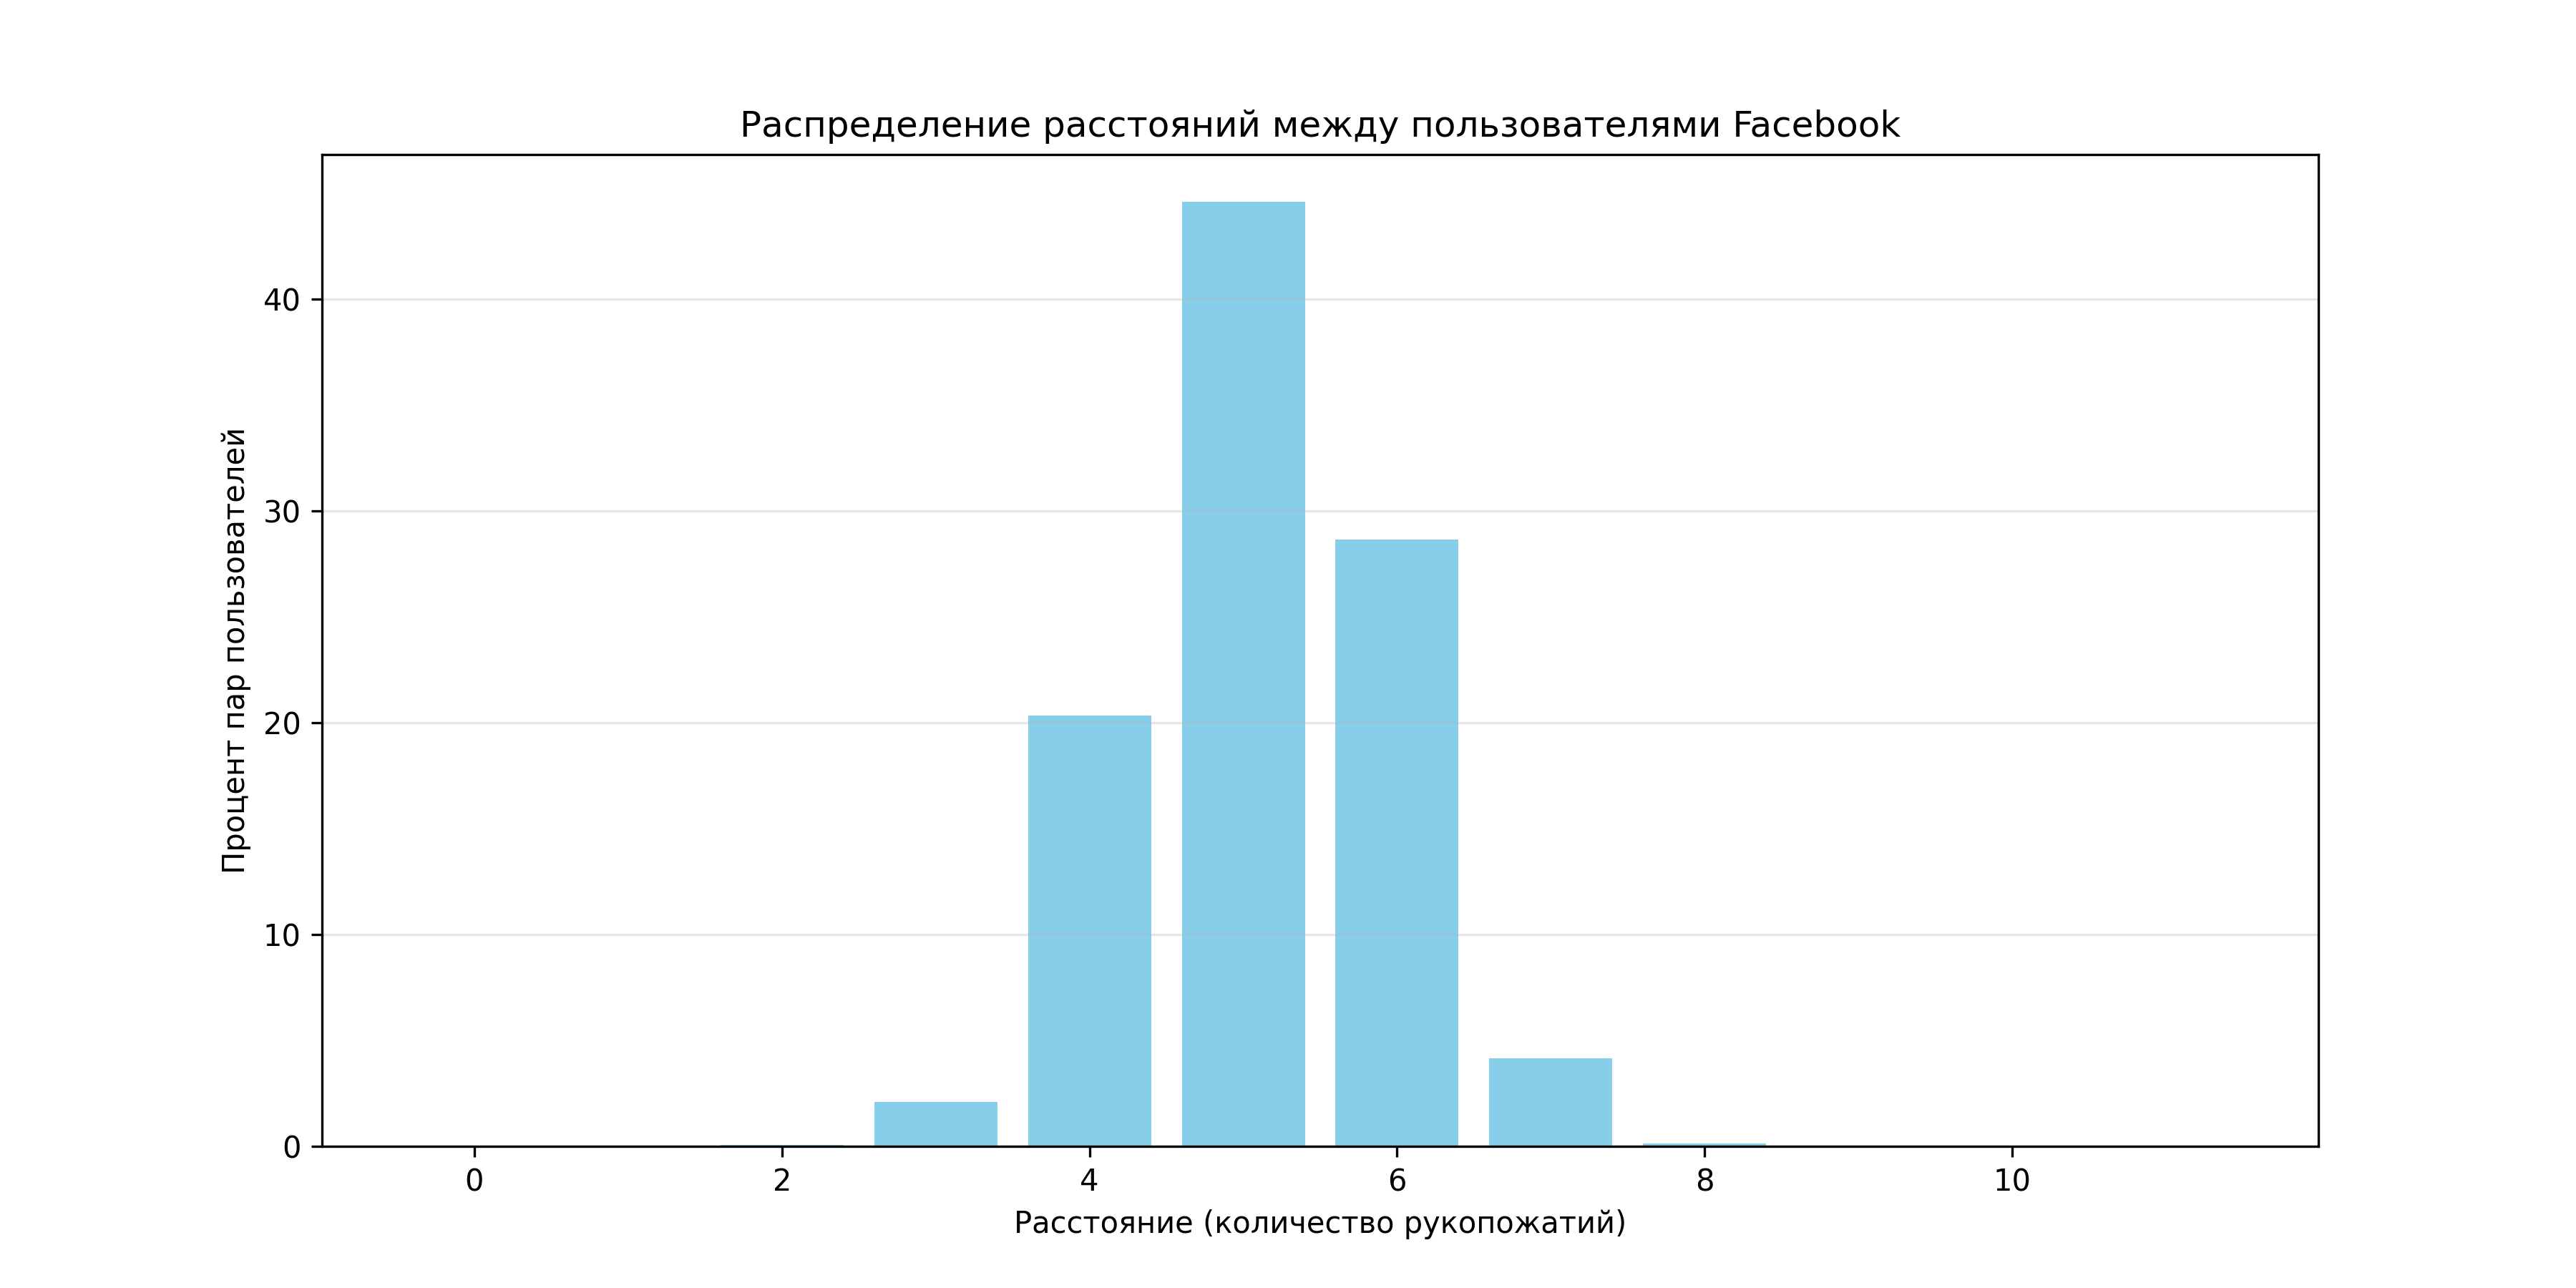 Распределение расстояний между пользователями Facebook
Процент пар пользователей
40
30
20
10
0
0 2 4 6 8 10
Расстояние (количество рукопожатий)